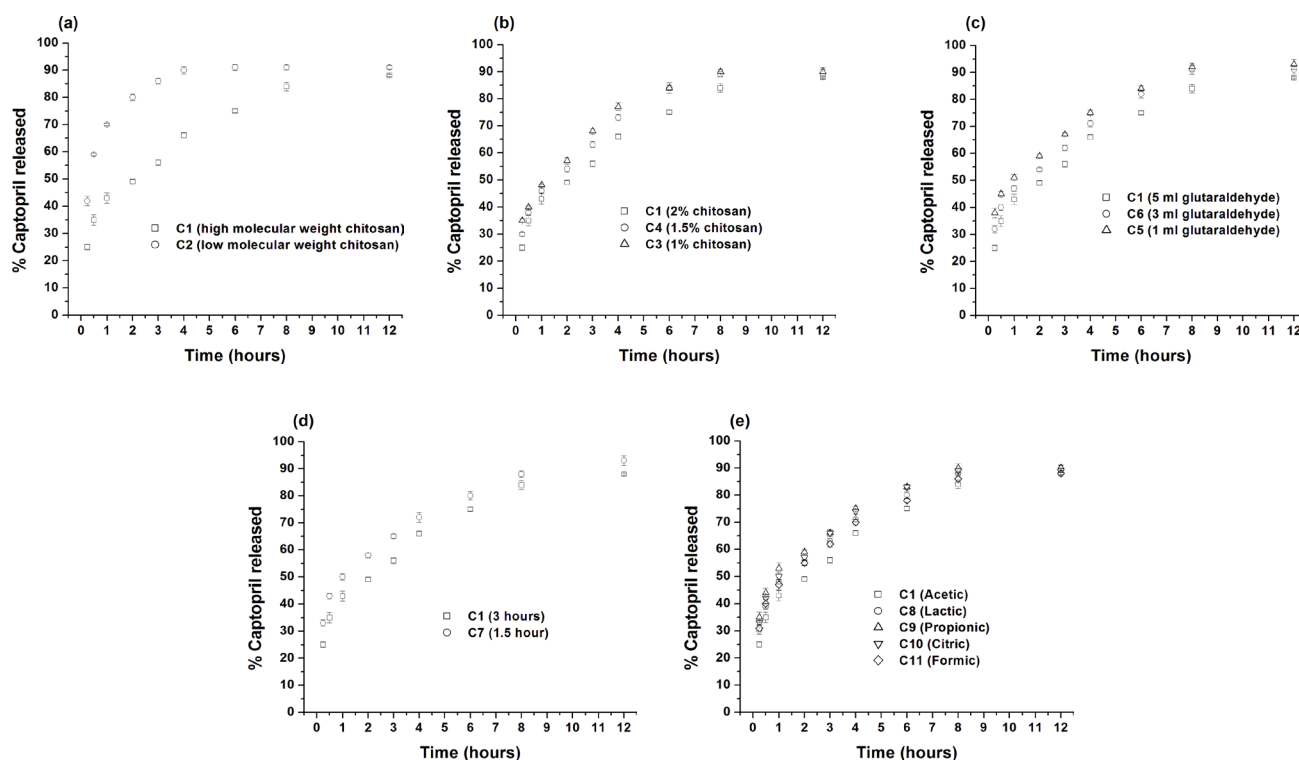 (a)
% Captopril released
100
90
80
70
60
50
40
30
20
10
0
C1 (high molecular weight chitosan)
C2 (low molecular weight chitosan)
0 1 2 3 4 5 6 7 8 9 10 11 12
Time (hours)
(b)
% Captopril released
100
90
80
70
60
50
40
30
20
10
0
C1 (2% chitosan)
C4 (1.5% chitosan)
C3 (1% chitosan)
0 1 2 3 4 5 6 7 8 9 10 11 12
Time (hours)
(c)
% Captopril released
100
90
80
70
60
50
40
30
20
10
0
C1 (5 ml glutaraldehyde)
C6 (3 ml glutaraldehyde)
C5 (1 ml glutaraldehyde)
0 1 2 3 4 5 6 7 8 9 10 11 12
Time (hours)
(d)
% Captopril released
100
90
80
70
60
50
40
30
20
10
0
C1 (3 hours)
C7 (1.5 hour)
0 1 2 3 4 5 6 7 8 9 10 11 12
Time (hours)
(e)
% Captopril released
100
90
80
70
60
50
40
30
20
10
0
C1 (Acetic)
C8 (Lactic)
C9 (Propionic)
C10 (Citric)
C11 (Formic)
0 1 2 3 4 5 6 7 8 9 10 11 12
Time (hours)